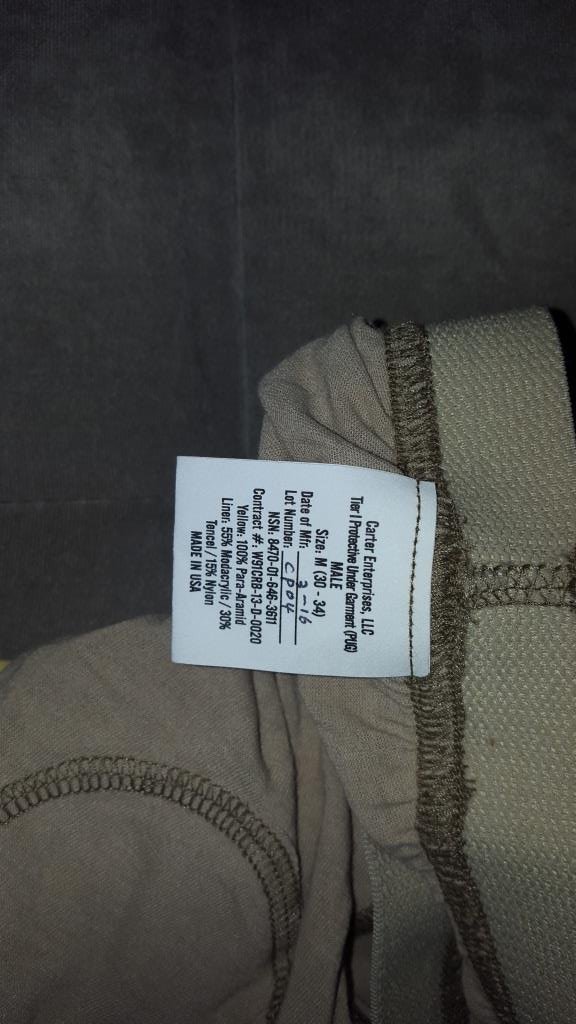 Carter Enterprises, LLC
Tier I Protective Under Garment (PUG)
MALE
Size: M (30 - 34)
Date of Mfr: 2-16
Lot Number: CP04
NSN: 8470-01-646-3611
Contract #: W91CRB-13-D-0020
Yellow: 100% Para-Aramid
Liner: 55% Modacrylic / 30%
Tencel / 15% Nylon
MADE IN USA